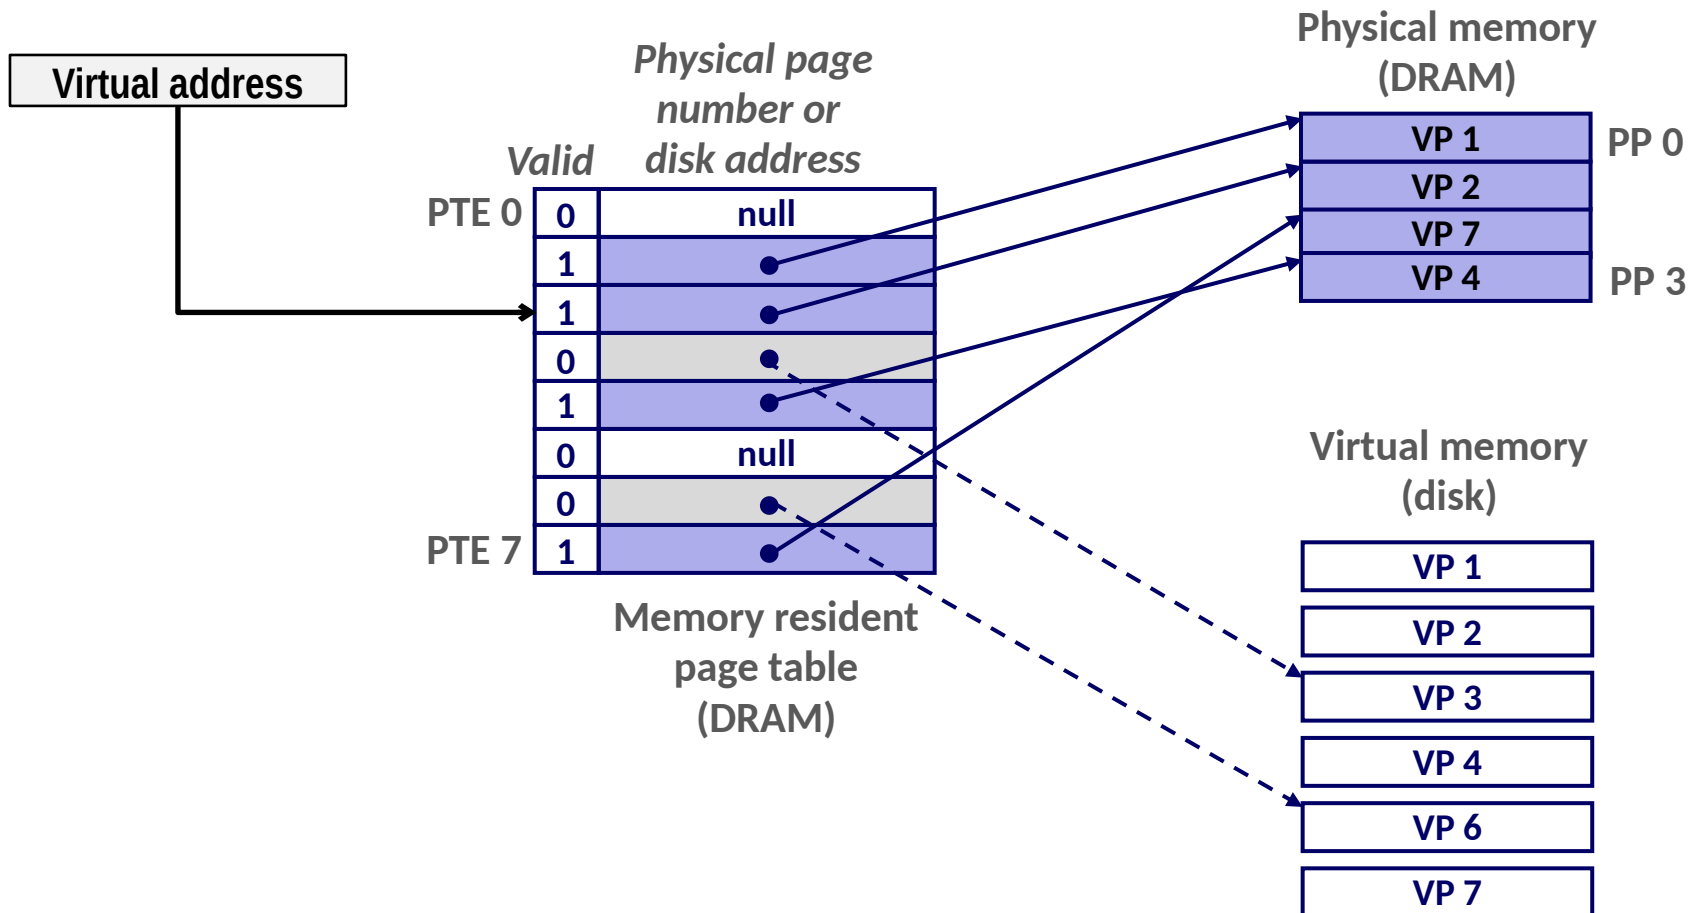 Virtual address
Physical page
number or
disk address
Valid
PTE 0
0
null
1
1
0
1
0
null
0
PTE 7
1
Memory resident
page table
(DRAM)
Physical memory
(DRAM)
VP 1
PP 0
VP 2
VP 7
VP 4
PP 3
Virtual memory
(disk)
VP 1
VP 2
VP 3
VP 4
VP 6
VP 7